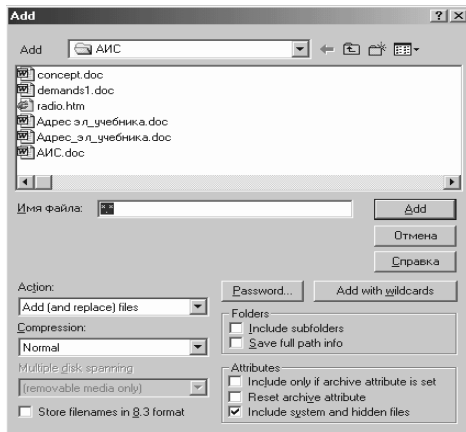 Add
Add АИС
concept.doc
demands1.doc
radio.htm
Адрес эл_учебника.doc
Адрес_эл_учебника.doc
АИС.doc
Имя файла: *.*
Add
Отмена
Справка
Action:
Add (and replace) files
Password...
Add with wildcards
Compression:
Normal
Folders
Include subfolders
Save full path info
Multiple disk spanning
(removable media only)
Attributes
Include only if archive attribute is set
Reset archive attribute
Store filenames in 8.3 format
Include system and hidden files